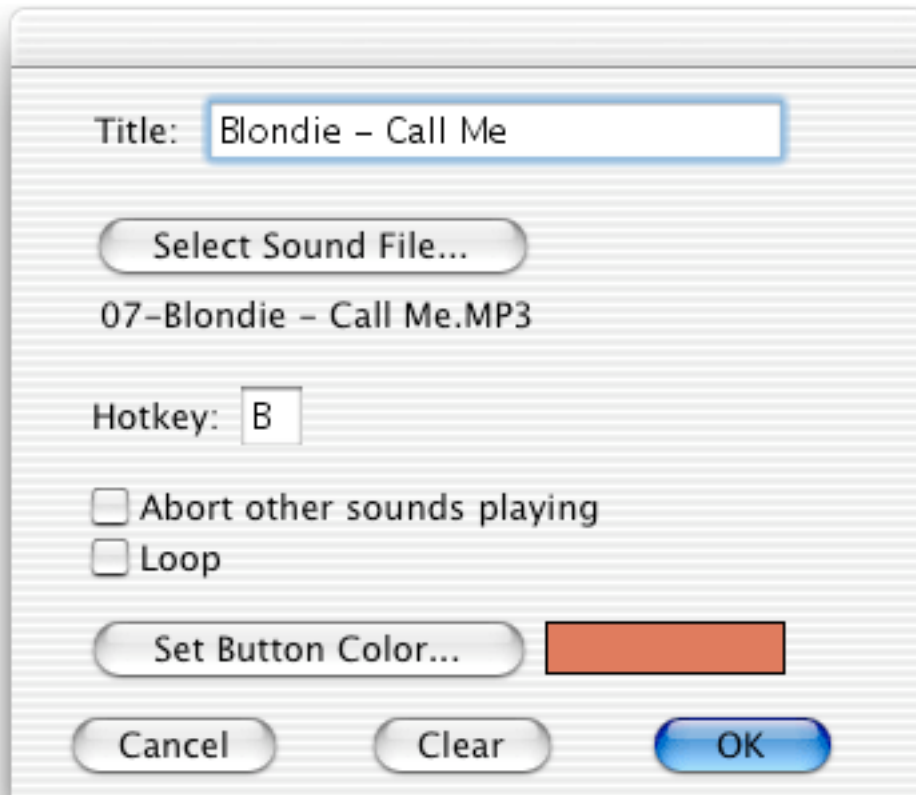 Title: Blondie – Call Me
Select Sound File...
07–Blondie – Call Me.MP3
Hotkey: B
Abort other sounds playing
Loop
Set Button Color...
Cancel Clear OK